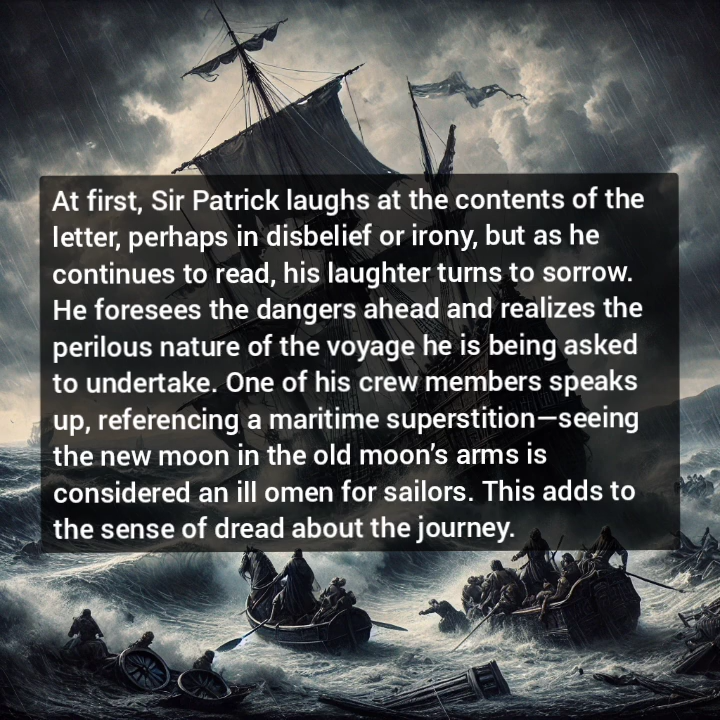 At first, Sir Patrick laughs at the contents of the
letter, perhaps in disbelief or irony, but as he
continues to read, his laughter turns to sorrow.
He foresees the dangers ahead and realizes the
perilous nature of the voyage he is being asked
to undertake. One of his crew members speaks
up, referencing a maritime superstition—seeing
the new moon in the old moon’s arms is
considered an ill omen for sailors. This adds to
the sense of dread about the journey.